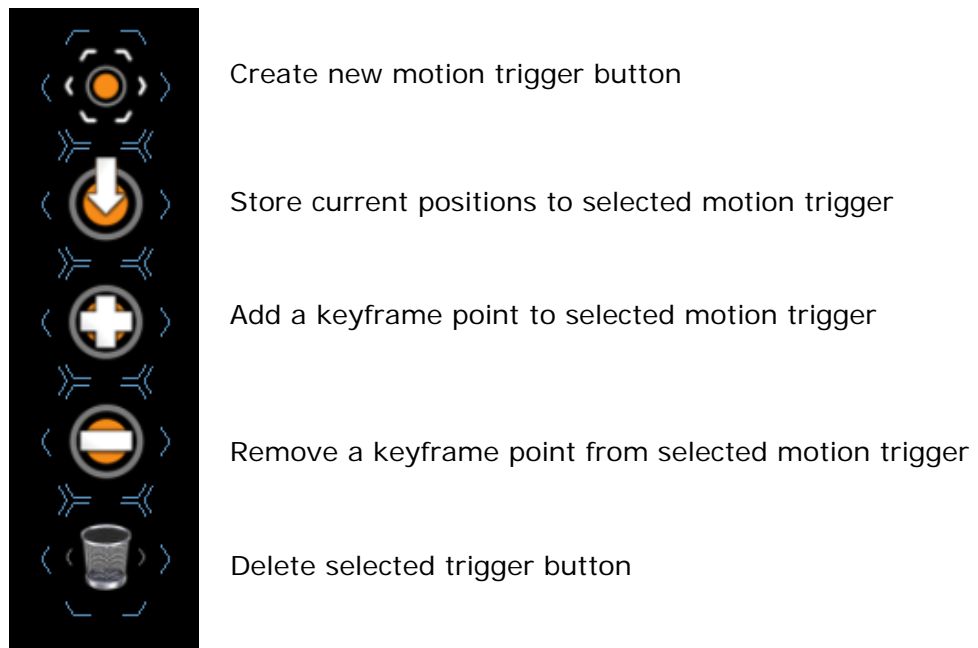 Create new motion trigger button
Store current positions to selected motion trigger
Add a keyframe point to selected motion trigger
Remove a keyframe point from selected motion trigger
Delete selected trigger button